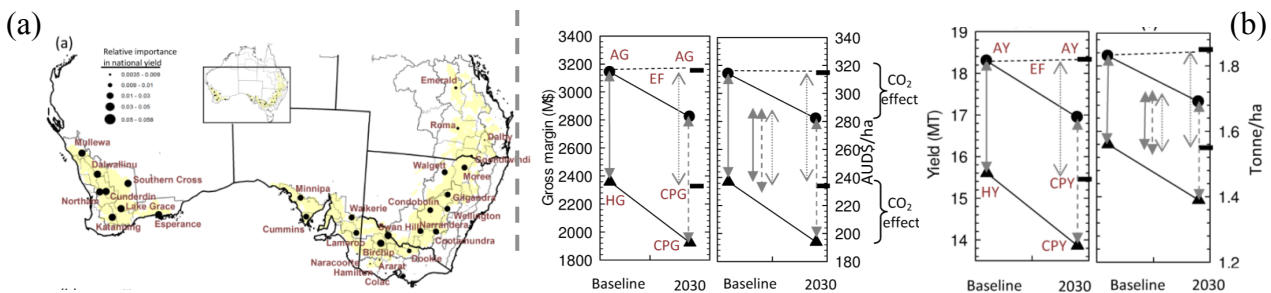 (a)
(a)
Relative importance
in national yield
0.0035 - 0.009
0.009 - 0.01
0.01 - 0.03
0.03 - 0.05
0.05 - 0.058
Emerald
Roma
Dalby
Goondiwindi
Walgett
Moree
Mullewa
Dalwallinu
Southern Cross
Cunderdin
Northam
Lake Grace
Katanning
Esperance
Minnipa
Cummins
Waikerie
Condobolin
Gilgandra
Wellington
Lameroo
Swan Hill
Narrandera
Cootamundra
Birchip
Dookie
Naracoorte
Ararat
Hamilton
Colac
Gross margin (M$)
3400
3200
3000
2800
2600
2400
2200
2000
1800
AG
AG
EF
HG
CPG
CPG
Baseline
2030
Baseline
2030
340
320
300
280
260
230
210
200
180
AUD$/ha
CO2
effect
CO2
effect
(b)
Yield (MT)
19
18
17
16
15
14
AY
AY
EF
HY
CPY
CPY
Baseline
2030
Baseline
2030
1.8
1.6
1.4
1.2
Tonne/ha